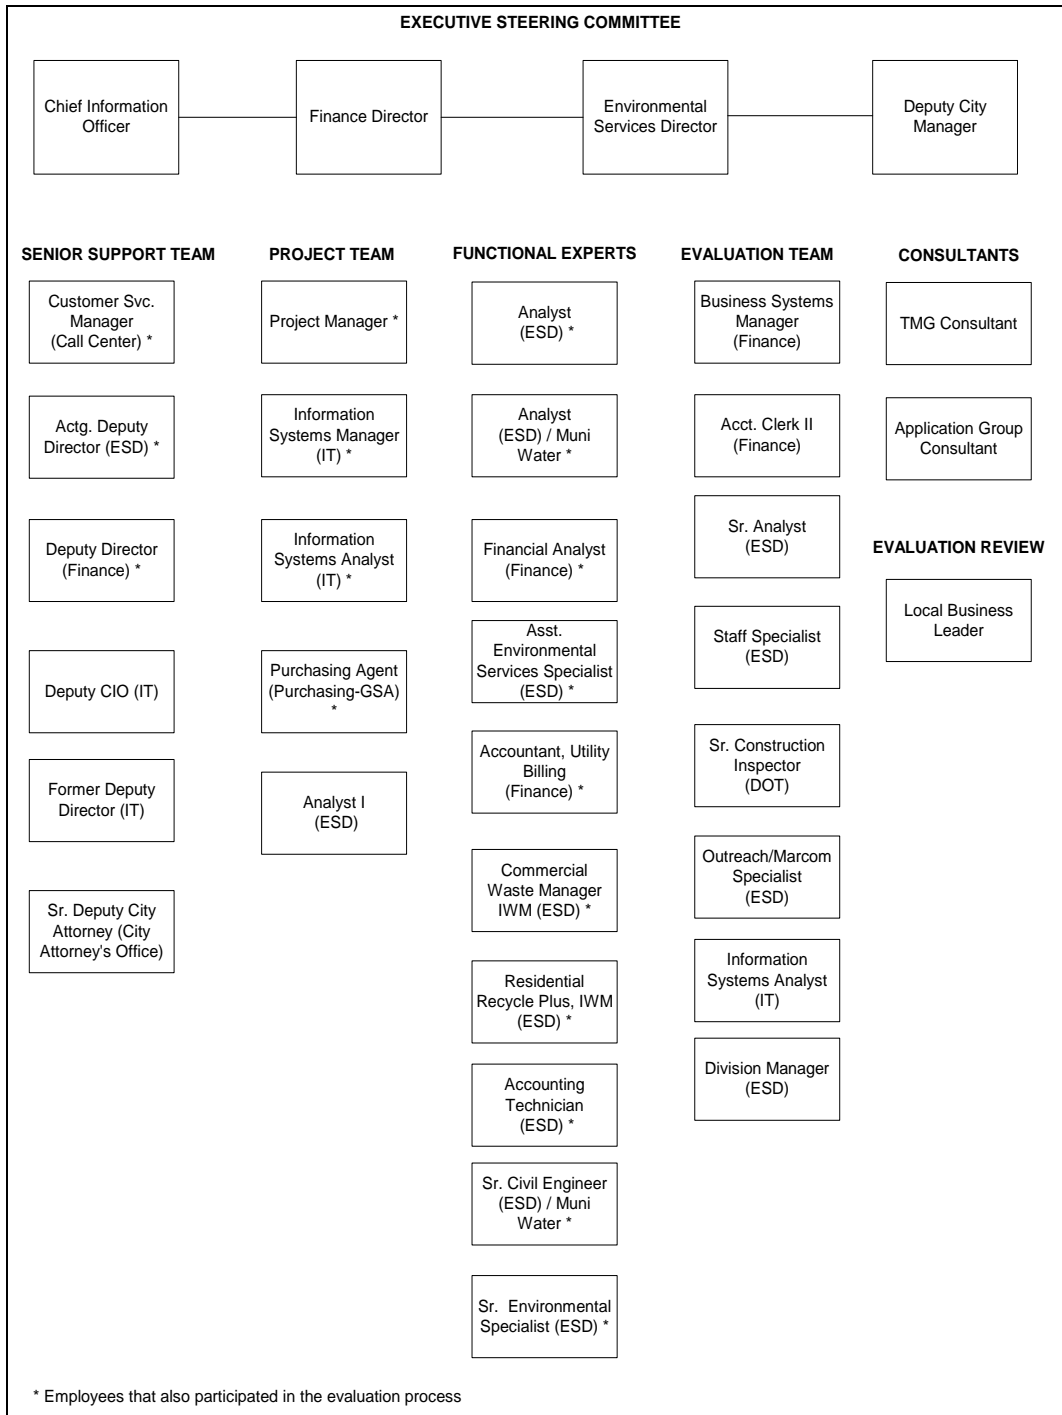 EXECUTIVE STEERING COMMITTEE
Chief Information
Officer
Finance Director
Environmental
Services Director
Deputy City
Manager
SENIOR SUPPORT TEAM
Customer Svc.
Manager
(Call Center) *
Actg. Deputy
Director (ESD) *
Deputy Director
(Finance) *
Deputy CIO (IT)
Former Deputy
Director (IT)
Sr. Deputy City
Attorney (City
Attorney's Office)
PROJECT TEAM
Project Manager *
Information
Systems Manager
(IT) *
Information
Systems Analyst
(IT) *
Purchasing Agent
(Purchasing-GSA)
*
Analyst I
(ESD)
FUNCTIONAL EXPERTS
Analyst
(ESD) *
Analyst
(ESD) / Muni
Water *
Financial Analyst
(Finance) *
Asst.
Environmental
Services Specialist
(ESD) *
Accountant, Utility
Billing
(Finance) *
Commercial
Waste Manager
IWM (ESD) *
Residential
Recycle Plus, IWM
(ESD) *
Accounting
Technician
(ESD) *
Sr. Civil Engineer
(ESD) / Muni
Water *
Sr. Environmental
Specialist (ESD) *
EVALUATION TEAM
Business Systems
Manager
(Finance)
Acct. Clerk II
(Finance)
Sr. Analyst
(ESD)
Staff Specialist
(ESD)
Sr. Construction
Inspector
(DOT)
Outreach/Marcom
Specialist
(ESD)
Information
Systems Analyst
(IT)
Division Manager
(ESD)
CONSULTANTS
TMG Consultant
Application Group
Consultant
EVALUATION REVIEW
Local Business
Leader
* Employees that also participated in the evaluation process